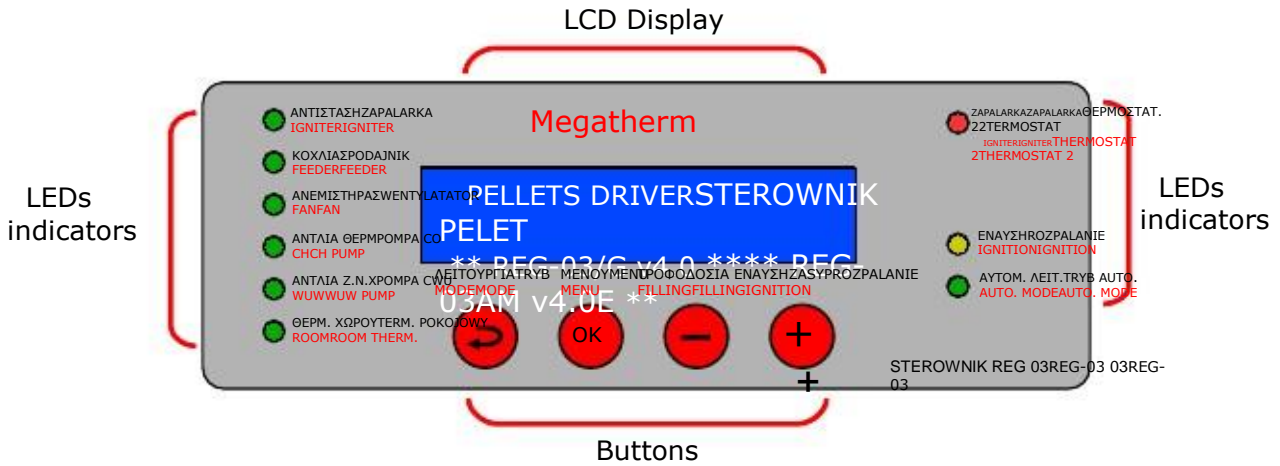 LCD Display
LEDs
indicators
ΑΝΤΙΣΤΑΣΗZAPALARKA
IGNITERIGNITER
ΚΟΧΛΙΑΣPODAJNIK
FEEDERFEEDER
ΑΝΕΜΙΣΤΗΡΑΣWENTYLATATOR
FANFAN
ΑΝΤΛΙΑ ΘΕΡΜPOMPA CO
CHCH PUMP
ΑΝΤΛΙΑ Ζ.Ν.ΧPOMPA CWU
WUWWUW PUMP
ΘΕΡΜ. ΧΩΡΟΥTERM. POKOJOWY
ROOMROOM THERM.
Megatherm
PELLETS DRIVERSTEROWNIK
PELET
** REG-03/G v4.0 **** REG-
03AM v4.0E **
ΛΕΙΤΟΥΡΓΙΑTRYB
MODEMODE
ΜΕΝΟΥMENU
MENU
ΤΡΟΦΟΔΟΣΙΑ ΕΝΑΥΣΗZASYPROZPALANIE
FILLINGFILLINGIGNITION
OK
−
+
+
ZAPALARKAZAPALARKAΘΕΡΜΟΣΤΑΤ.
22TERMOSTAT
IGNITERIGNITERTHERMOSTAT
2THERMOSTAT 2
ΕΝΑΥΣΗROZPALANIE
IGNITIONIGNITION
ΑΥΤΟΜ. ΛΕΙΤ.TRYB AUTO.
AUTO. MODEAUTO. MODE
STEROWNIK REG 03REG-03 03REG-
03
LEDs
indicators
Buttons